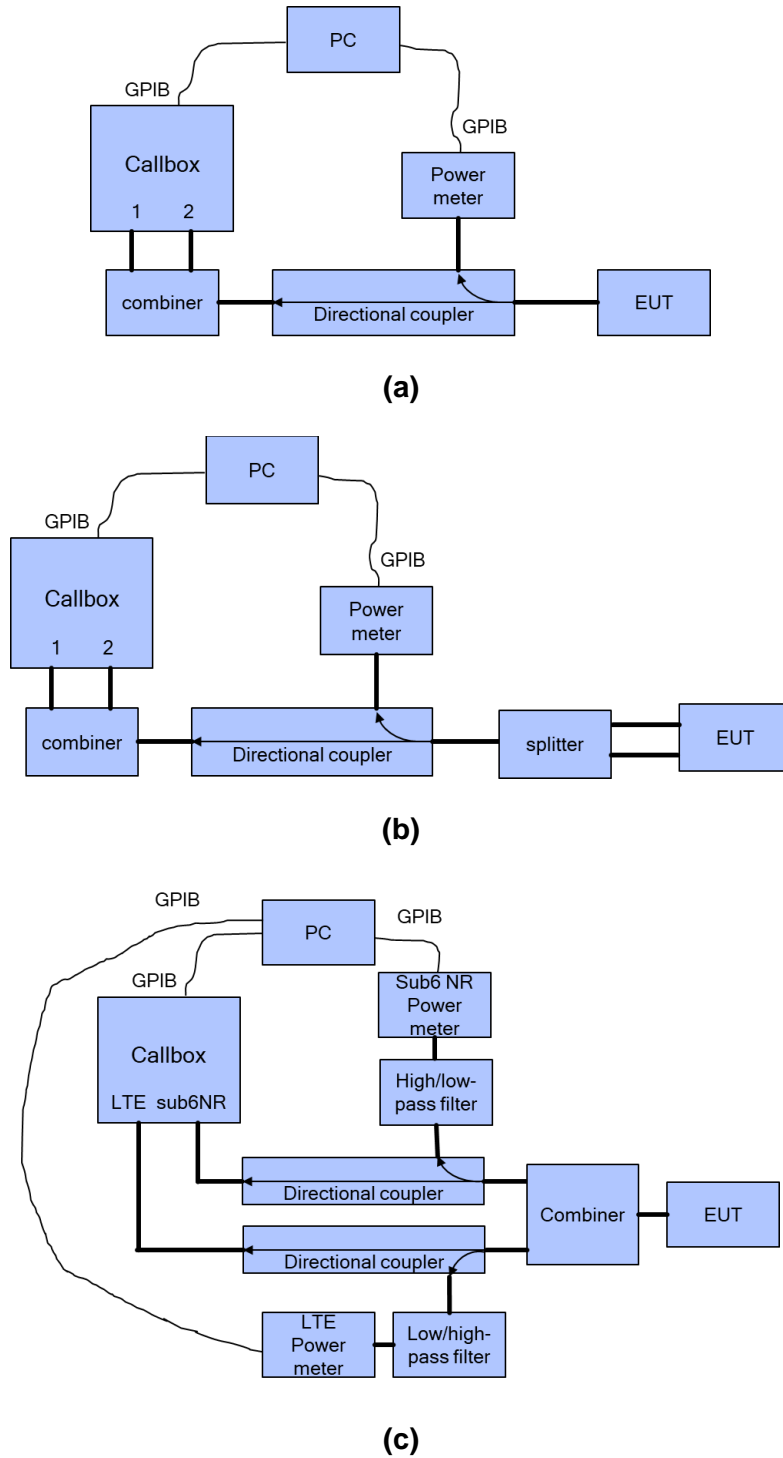 PC
GPIB
GPIB
Callbox
Power
meter
1 2
combiner
Directional coupler
EUT
(a)
PC
GPIB
GPIB
Callbox
Power
meter
1 2
combiner
Directional coupler
splitter
EUT
(b)
GPIB
PC
GPIB
GPIB
Sub6 NR
Power
meter
Callbox
LTE sub6NR
High/low-
pass filter
Directional coupler
Combiner
EUT
Directional coupler
LTE
Power
meter
Low/high-
pass filter
(c)